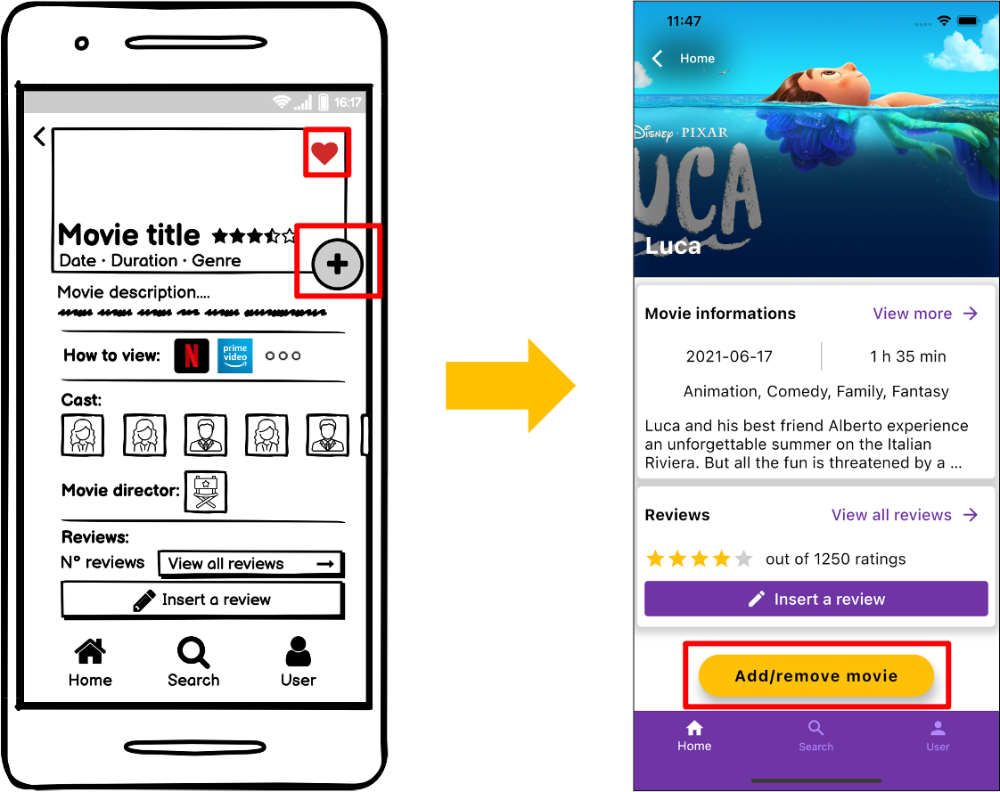 16:17
Movie title
Date · Duration · Genre
Movie description....
How to view: N prime video
Cast:
Movie director:
Reviews:
N° reviews View all reviews →
Insert a review
Home Search User
11:47
Home
Disney · PIXAR
LUCA
Luca
Movie informations View more →
2021-06-17 1 h 35 min
Animation, Comedy, Family, Fantasy
Luca and his best friend Alberto experience
an unforgettable summer on the Italian
Riviera. But all the fun is threatened by a ...
Reviews View all reviews →
out of 1250 ratings
Insert a review
Add/remove movie
Home Search User